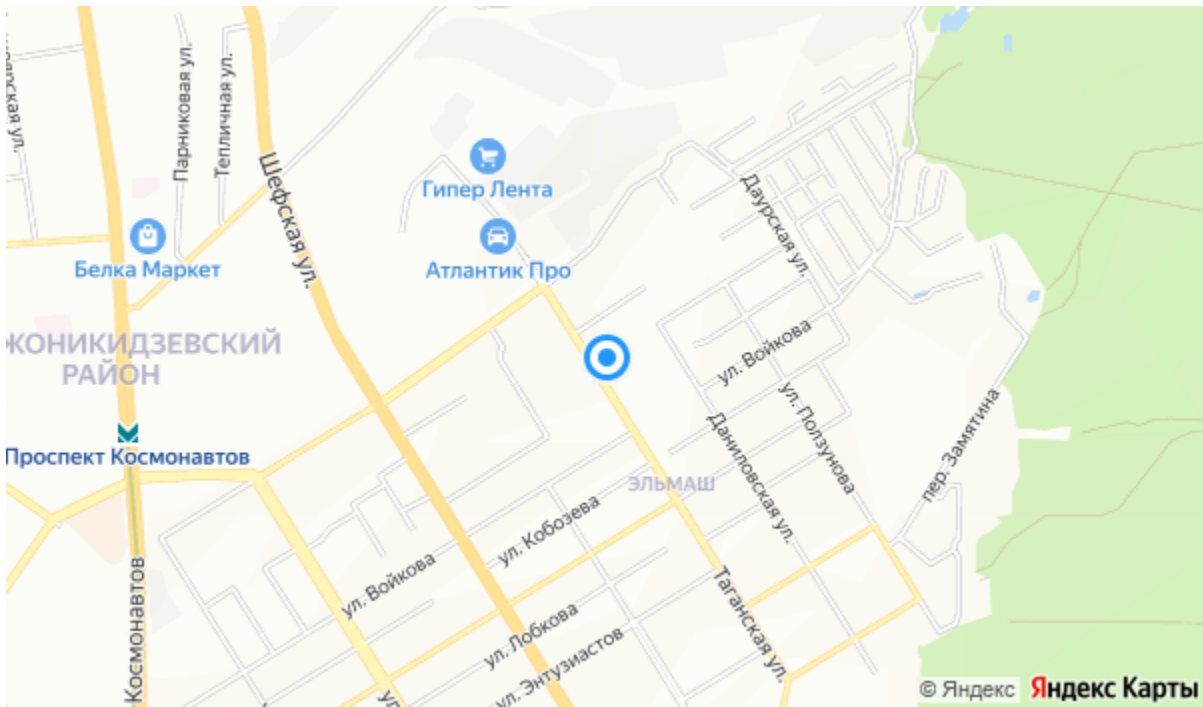 Парниковая ул.
Тепличная ул.
Шефская ул.
Гипер Лента
Даурская ул.
Белка Маркет
Атлантик Про
КОНИКИДЗЕВСКИЙ
РАЙОН
ул. Войкова
ул. Ползунова
пер. Замятина
Проспект Космонавтов
Даниловская ул.
ЭЛЬМАШ
ул. Кобозева
ул. Войкова
Космонавтов
Таганская ул.
ул. Лобкова
ул. Энтузиастов
ул
© Яндекс Яндекс Карты